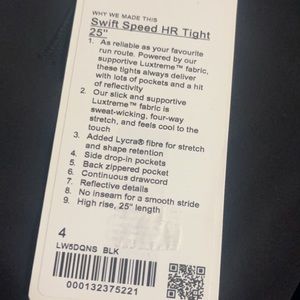 WHY WE MADE THIS
Swift Speed HR Tight
25"
1. As reliable as your favourite
run route. Powered by our
supportive Luxtreme™ fabric,
these tights always deliver
with lots of pockets and a hit
of stretch
2. Our slick and supportive
Luxtreme™ fabric is
sweat-wicking, four-way
stretch, and feels cool to the
touch
3. Added Lycra® fibre for stretch
and shape retention
4. Side drop-in pockets
5. Back zippered pocket
6. Continuous drawcord
7. Reflective details
8. No inseam for a smooth stride
9. High rise, 25" length
4
LW5DQNS BLK
000132375221